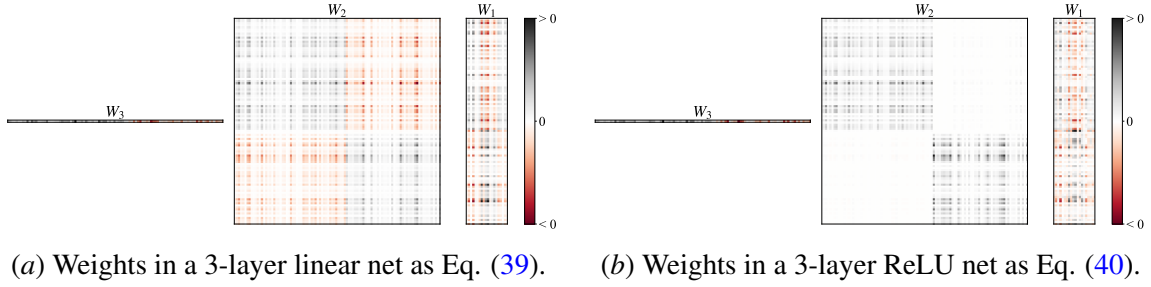 W₂
W₁
> 0
W₃
0
< 0
W₂
W₁
> 0
W₃
0
< 0
(a) Weights in a 3-layer linear net as Eq. (39).
(b) Weights in a 3-layer ReLU net as Eq. (40).